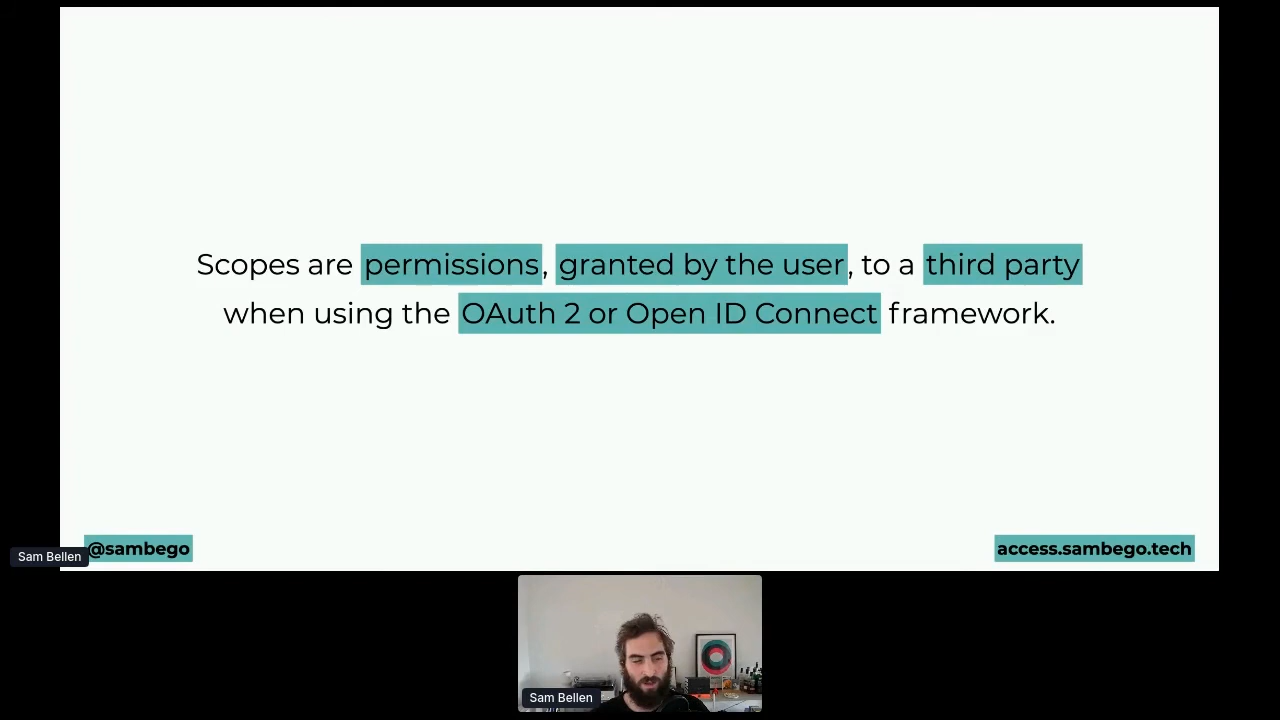 Scopes are permissions, granted by the user, to a third party
when using the OAuth 2 or Open ID Connect framework.
@sambego
Sam Bellen
access.sambego.tech
Sam Bellen